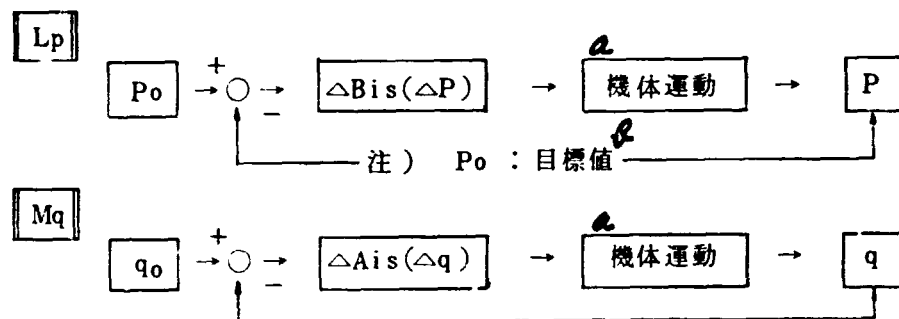 Lp
a
Po + − △Bis(△P) 機体運動 P
注) Po : 目標値
Mq
a
qo + − △Ais(△q) 機体運動 q